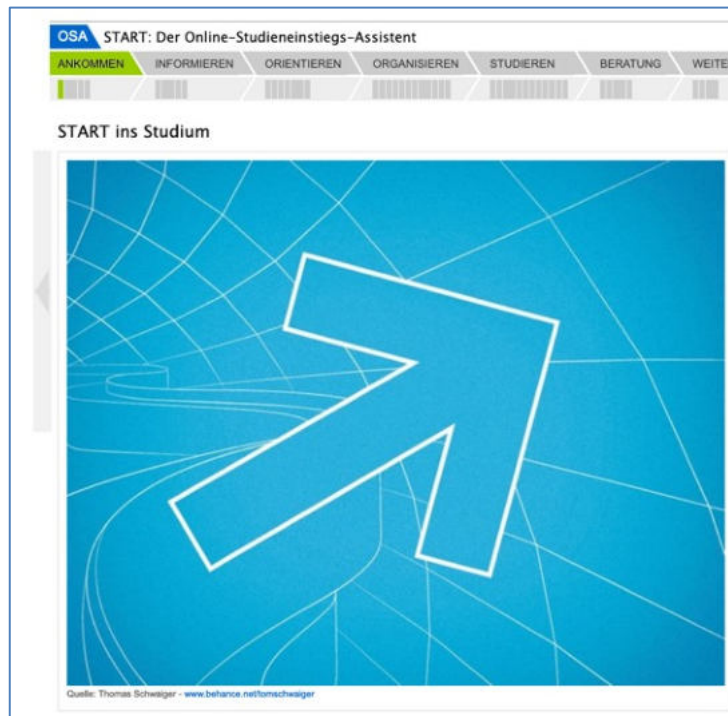 OSA START: Der Online-Studieneinstiegs-Assistent
ANKOMMEN INFORMIEREN ORIENTIEREN ORGANISIEREN STUDIEREN BERATUNG WEITE
START ins Studium
Quelle: Thomas Schwaiger - www.behance.net/tomschwaiger